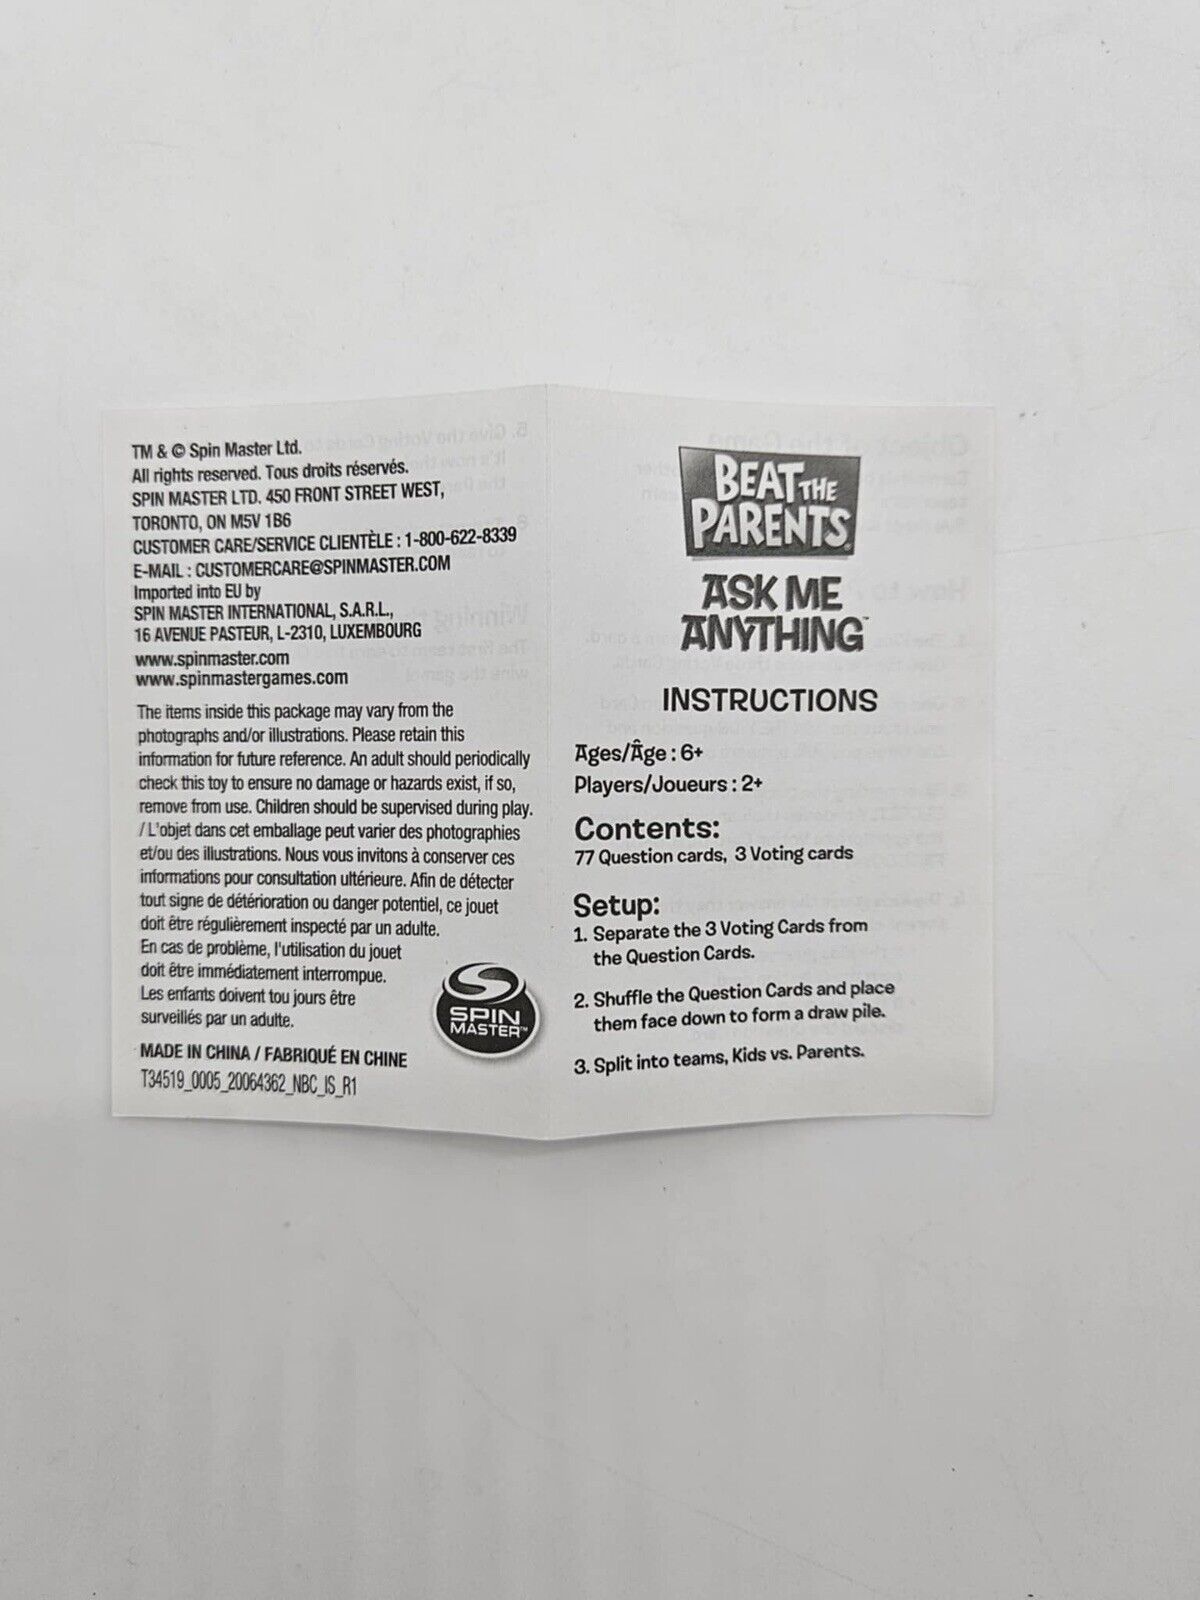 TM & © Spin Master Ltd.
All rights reserved. Tous droits réservés.
SPIN MASTER LTD. 450 FRONT STREET WEST,
TORONTO, ON M5V 1B6
CUSTOMER CARE/SERVICE CLIENTÈLE : 1-800-622-8339
E-MAIL : CUSTOMERCARE@SPINMASTER.COM
Imported into EU by
SPIN MASTER INTERNATIONAL, S.A.R.L.,
16 AVENUE PASTEUR, L-2310, LUXEMBOURG
www.spinmaster.com
www.spinmastergames.com
The items inside this package may vary from the
photographs and/or illustrations. Please retain this
information for future reference. An adult should periodically
check this toy to ensure no damage or hazards exist, if so,
remove from use. Children should be supervised during play.
/ L'objet dans cet emballage peut varier des photographies
et/ou des illustrations. Nous vous invitons à conserver ces
informations pour consultation ultérieure. Afin de détecter
tout signe de détérioration ou danger potentiel, ce jouet
doit être régulièrement inspecté par un adulte.
En cas de problème, l'utilisation du jouet
doit être immédiatement interrompue.
Les enfants doivent tou jours être
surveillés par un adulte.
MADE IN CHINA / FABRIQUÉ EN CHINE
T34519_0005_20064362_NBC_IS_R1
SPIN
MASTER™
BEAT THE
PARENTS®
ASK ME
ANYTHING™
INSTRUCTIONS
Ages/Âge : 6+
Players/Joueurs : 2+
Contents:
77 Question cards, 3 Voting cards
Setup:
1. Separate the 3 Voting Cards from
the Question Cards.
2. Shuffle the Question Cards and place
them face down to form a draw pile.
3. Split into teams, Kids vs. Parents.